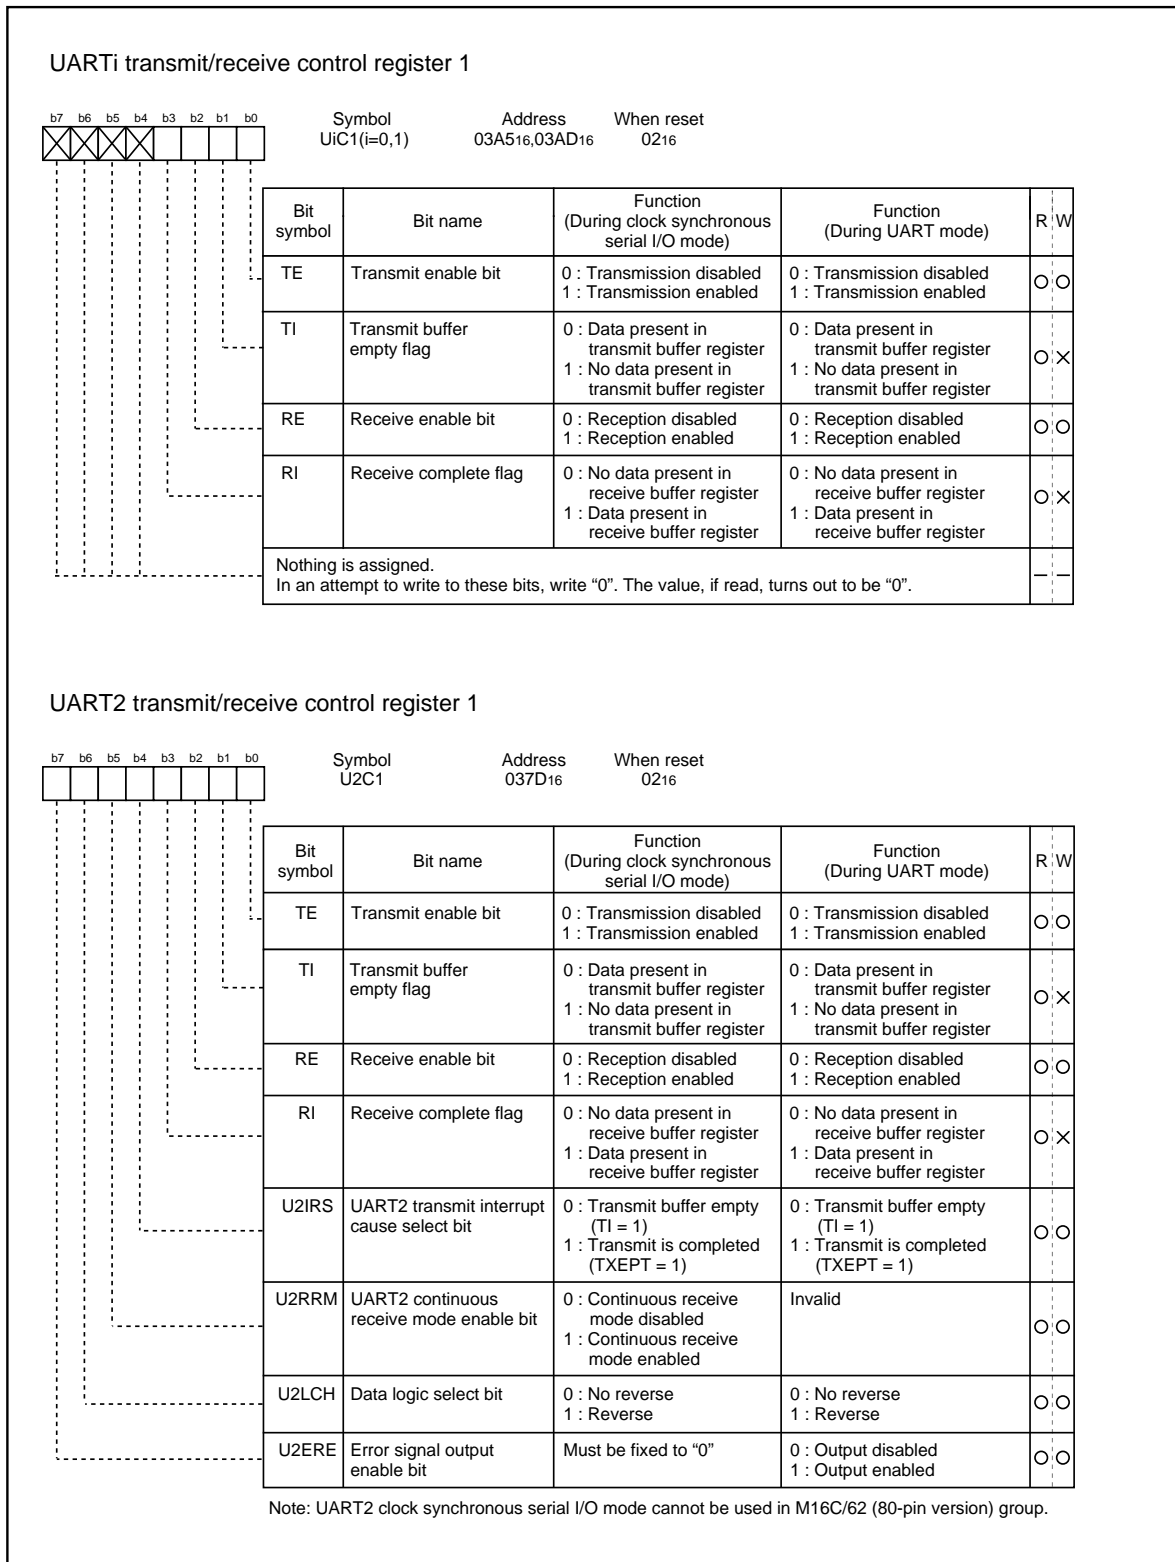 UARTi transmit/receive control register 1
b7 b6 b5 b4 b3 b2 b1 b0
Symbol Address When reset
UiC1(i=0,1) 03A516,03AD16 0216
Bit symbol Bit name Function (During clock synchronous serial I/O mode) Function (During UART mode) R W
TE Transmit enable bit 0 : Transmission disabled 0 : Transmission disabled
1 : Transmission enabled 1 : Transmission enabled
TI Transmit buffer 0 : Data present in 0 : Data present in
empty flag transmit buffer register transmit buffer register
1 : No data present in 1 : No data present in
transmit buffer register transmit buffer register
RE Receive enable bit 0 : Reception disabled 0 : Reception disabled
1 : Reception enabled 1 : Reception enabled
RI Receive complete flag 0 : No data present in 0 : No data present in
receive buffer register receive buffer register
1 : Data present in 1 : Data present in
receive buffer register receive buffer register
Nothing is assigned.
In an attempt to write to these bits, write “0”. The value, if read, turns out to be “0”.
UART2 transmit/receive control register 1
b7 b6 b5 b4 b3 b2 b1 b0
Symbol Address When reset
U2C1 037D16 0216
Bit symbol Bit name Function (During clock synchronous serial I/O mode) Function (During UART mode) R W
TE Transmit enable bit 0 : Transmission disabled 0 : Transmission disabled
1 : Transmission enabled 1 : Transmission enabled
TI Transmit buffer 0 : Data present in 0 : Data present in
empty flag transmit buffer register transmit buffer register
1 : No data present in 1 : No data present in
transmit buffer register transmit buffer register
RE Receive enable bit 0 : Reception disabled 0 : Reception disabled
1 : Reception enabled 1 : Reception enabled
RI Receive complete flag 0 : No data present in 0 : No data present in
receive buffer register receive buffer register
1 : Data present in 1 : Data present in
receive buffer register receive buffer register
U2IRS UART2 transmit interrupt 0 : Transmit buffer empty 0 : Transmit buffer empty
cause select bit (TI = 1) (TI = 1)
1 : Transmit is completed 1 : Transmit is completed
(TXEPT = 1) (TXEPT = 1)
U2RRM UART2 continuous 0 : Continuous receive Invalid
receive mode enable bit mode disabled
1 : Continuous receive
mode enabled
U2LCH Data logic select bit 0 : No reverse 0 : No reverse
1 : Reverse 1 : Reverse
U2ERE Error signal output Must be fixed to “0” 0 : Output disabled
enable bit 1 : Output enabled
Note: UART2 clock synchronous serial I/O mode cannot be used in M16C/62 (80-pin version) group.